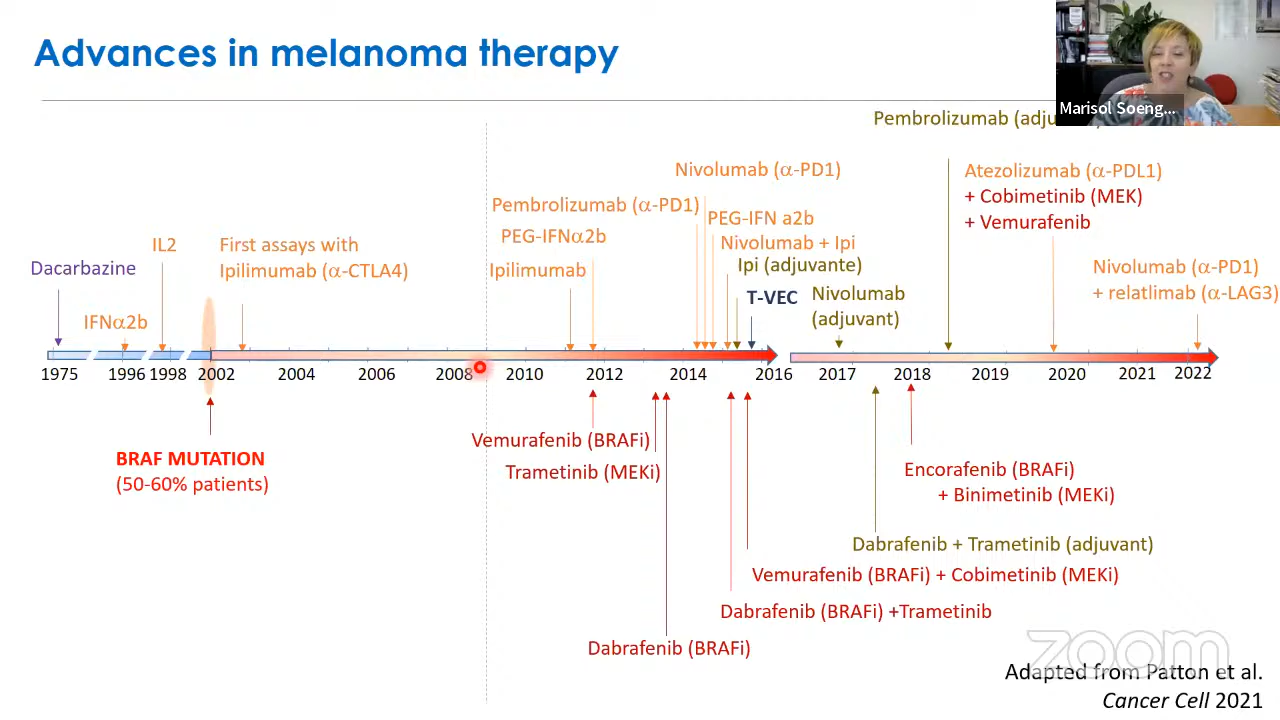 Advances in melanoma therapy
Marisol Soeng...
Pembrolizumab (adju
Nivolumab (α-PD1)
Atezolizumab (α-PDL1)
+ Cobimetinib (MEK)
+ Vemurafenib
Pembrolizumab (α-PD1)
PEG-IFNα2b
PEG-IFN a2b
Nivolumab + Ipi
Ipi (adjuvante)
IL2
First assays with
Ipilimumab (α-CTLA4)
Dacarbazine
Ipilimumab
T-VEC
Nivolumab
(adjuvant)
Nivolumab (α-PD1)
+ relatlimab (α-LAG3)
IFNα2b
1975 1996 1998 2002 2004 2006 2008 2010 2012 2014 2016 2017 2018 2019 2020 2021 2022
BRAF MUTATION
(50-60% patients)
Vemurafenib (BRAFi)
Trametinib (MEKi)
Encorafenib (BRAFi)
+ Binimetinib (MEKi)
Dabrafenib + Trametinib (adjuvant)
Vemurafenib (BRAFi) + Cobimetinib (MEKi)
Dabrafenib (BRAFi) +Trametinib
Dabrafenib (BRAFi)
zoom
Adapted from Patton et al.
Cancer Cell 2021